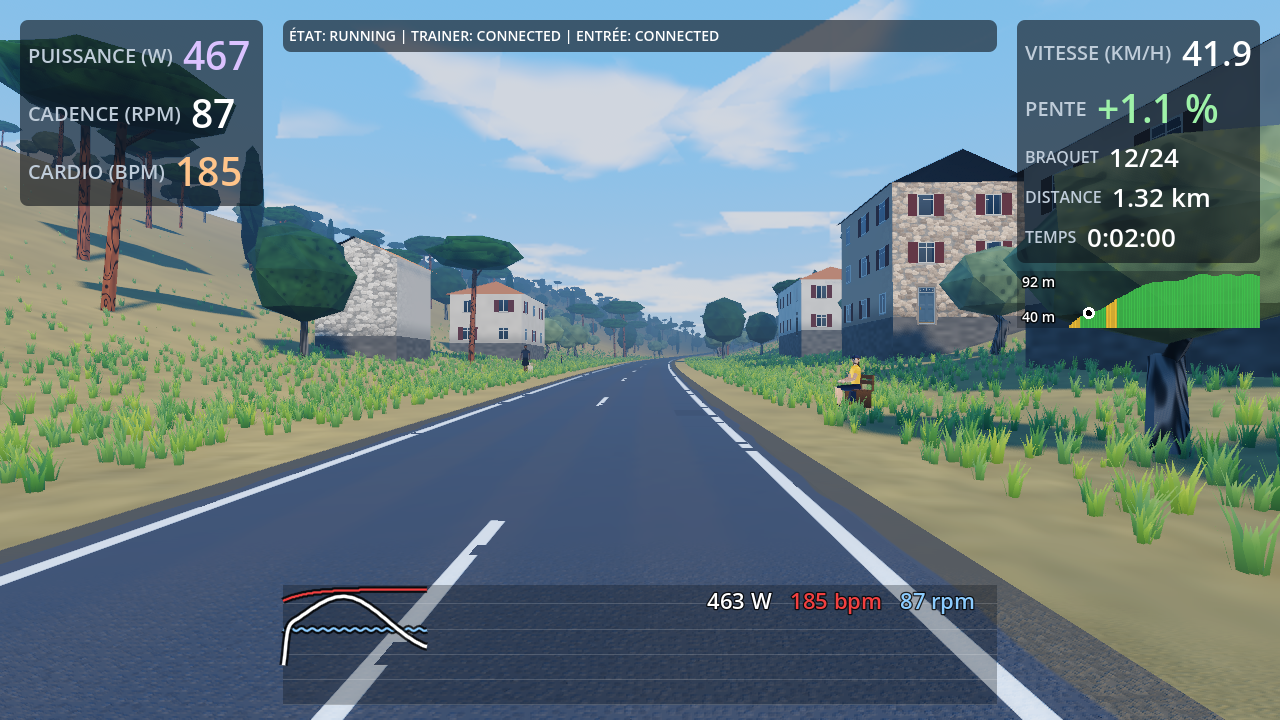 PUISSANCE (W) 467
CADENCE (RPM) 87
CARDIO (BPM) 185
ÉTAT: RUNNING | TRAINER: CONNECTED | ENTRÉE: CONNECTED
VITESSE (KM/H) 41.9
PENTE +1.1 %
BRAQUET 12/24
DISTANCE 1.32 km
TEMPS 0:02:00
92 m
40 m
463 W 185 bpm 87 rpm